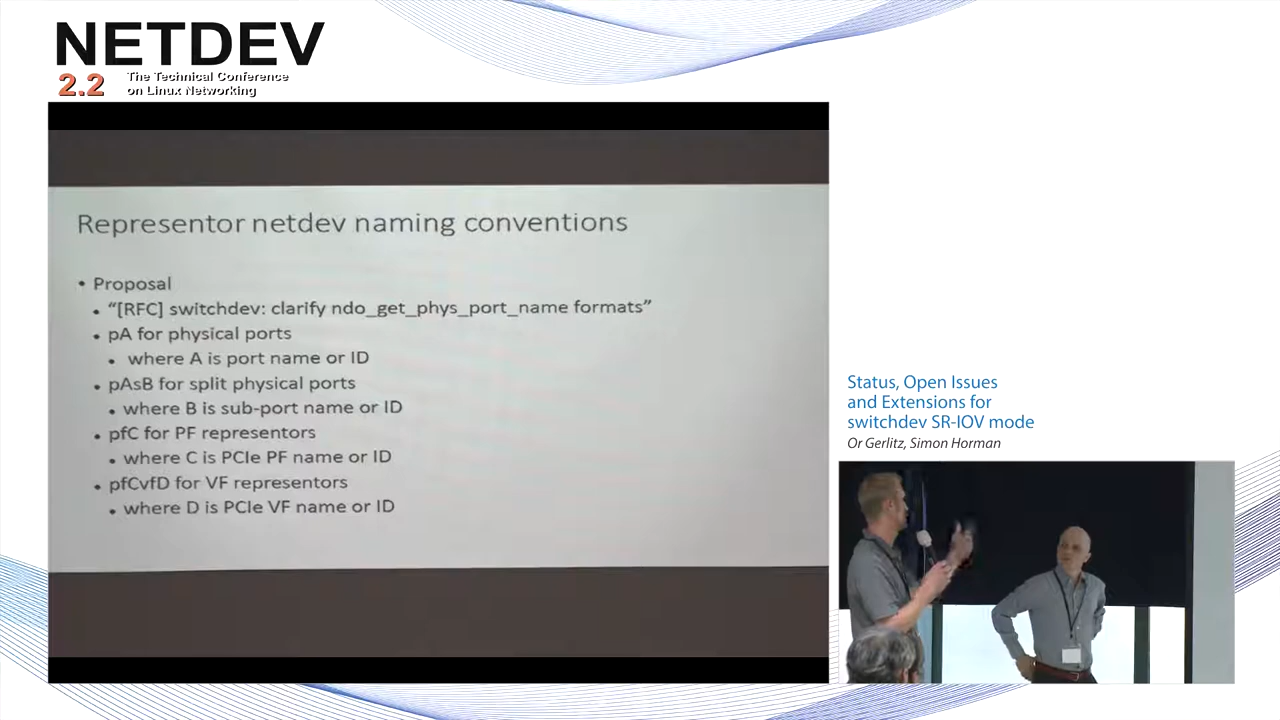 NETDEV
2.2
The Technical Conference
on Linux Networking
Representor netdev naming conventions
• Proposal
• “[RFC] switchdev: clarify ndo_get_phys_port_name formats”
• pA for physical ports
• where A is port name or ID
• pAsB for split physical ports
• where B is sub-port name or ID
• pfC for PF representors
• where C is PCIe PF name or ID
• pfCvfD for VF representors
• where D is PCIe VF name or ID
Status, Open Issues
and Extensions for
switchdev SR-IOV mode
Or Gerlitz, Simon Horman